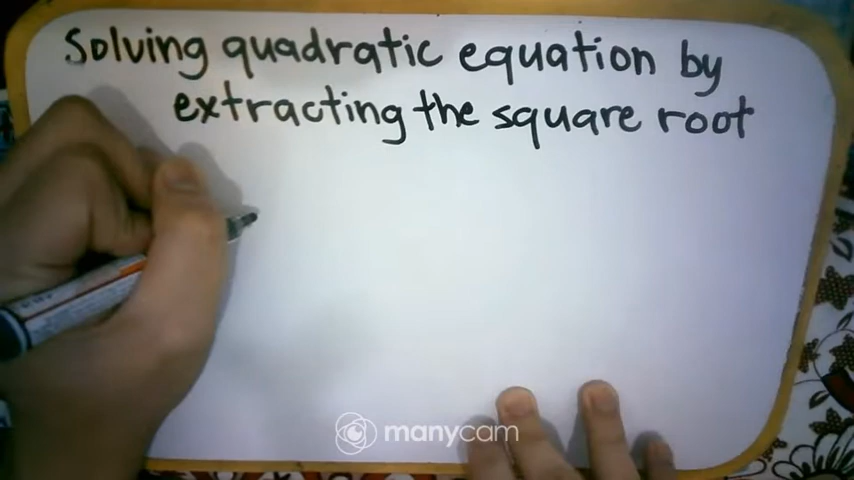 Solving quadratic equation by
extracting the square root
manycam